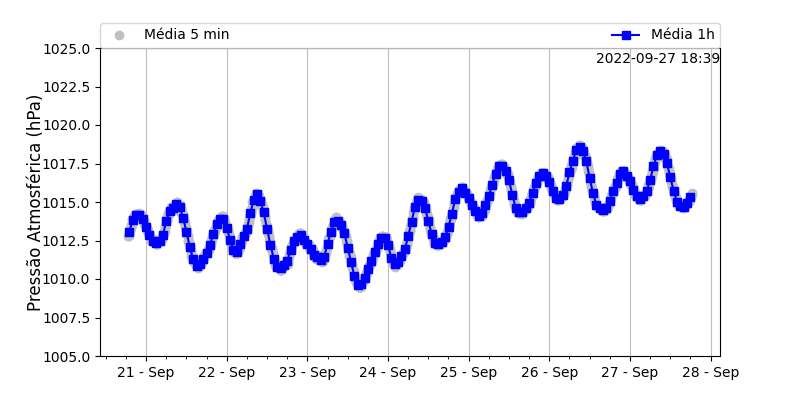 Média 5 min
Média 1h
2022-09-27 18:39
Pressão Atmosférica (hPa)
1025.0
1022.5
1020.0
1017.5
1015.0
1012.5
1010.0
1007.5
1005.0
21 - Sep
22 - Sep
23 - Sep
24 - Sep
25 - Sep
26 - Sep
27 - Sep
28 - Sep